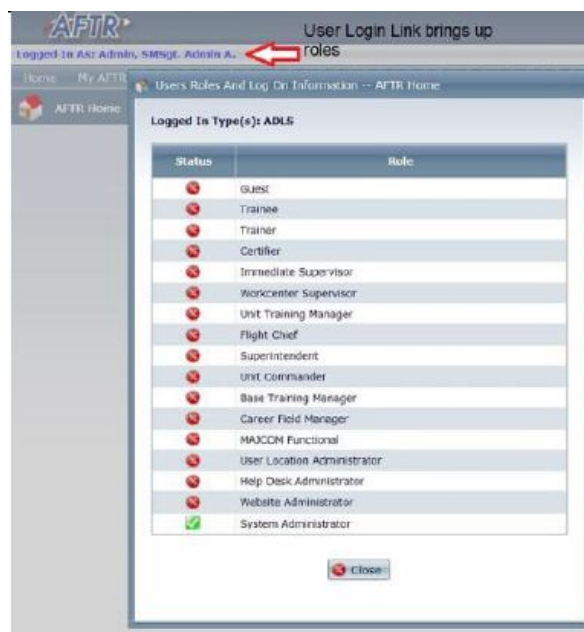 AFTR
User Login Link brings up
Logged In As: Admin, SMSgt. Admin A.
roles
Home My AFTR
Users Roles And Log On Information -- AFTR Home
AFTR Home
Logged In Type(s): ADLS
Status Role
Guest
Trainee
Trainer
Certifier
Immediate Supervisor
Workcenter Supervisor
Unit Training Manager
Flight Chief
Superintendent
Unit Commander
Base Training Manager
Career Field Manager
MAJCOM Functional
User Location Administrator
Help Desk Administrator
Website Administrator
System Administrator
Close